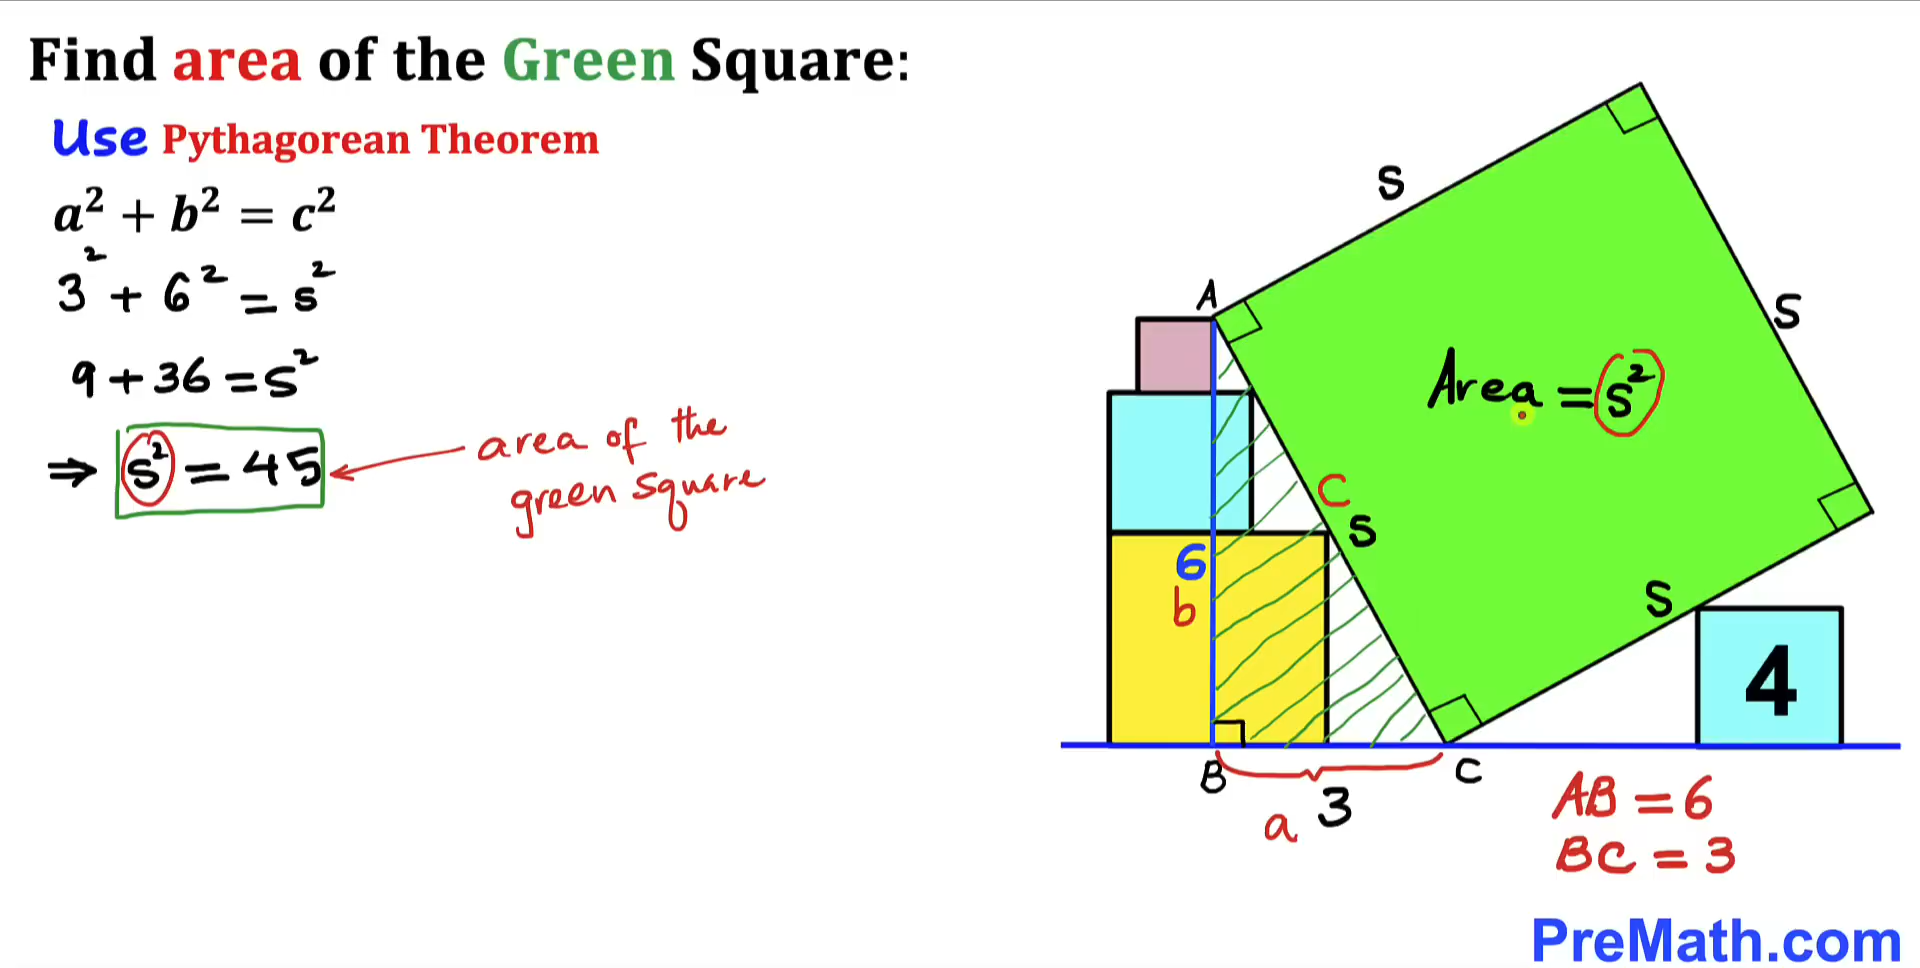 Find area of the Green Square:
Use Pythagorean Theorem
a² + b² = c²
3² + 6² = s²
9 + 36 = s²
⇒ s² = 45
area of the
green square
S
A
S
Area = s²
C
S
6
b
S
4
B
C
a 3
AB = 6
BC = 3
PreMath.com